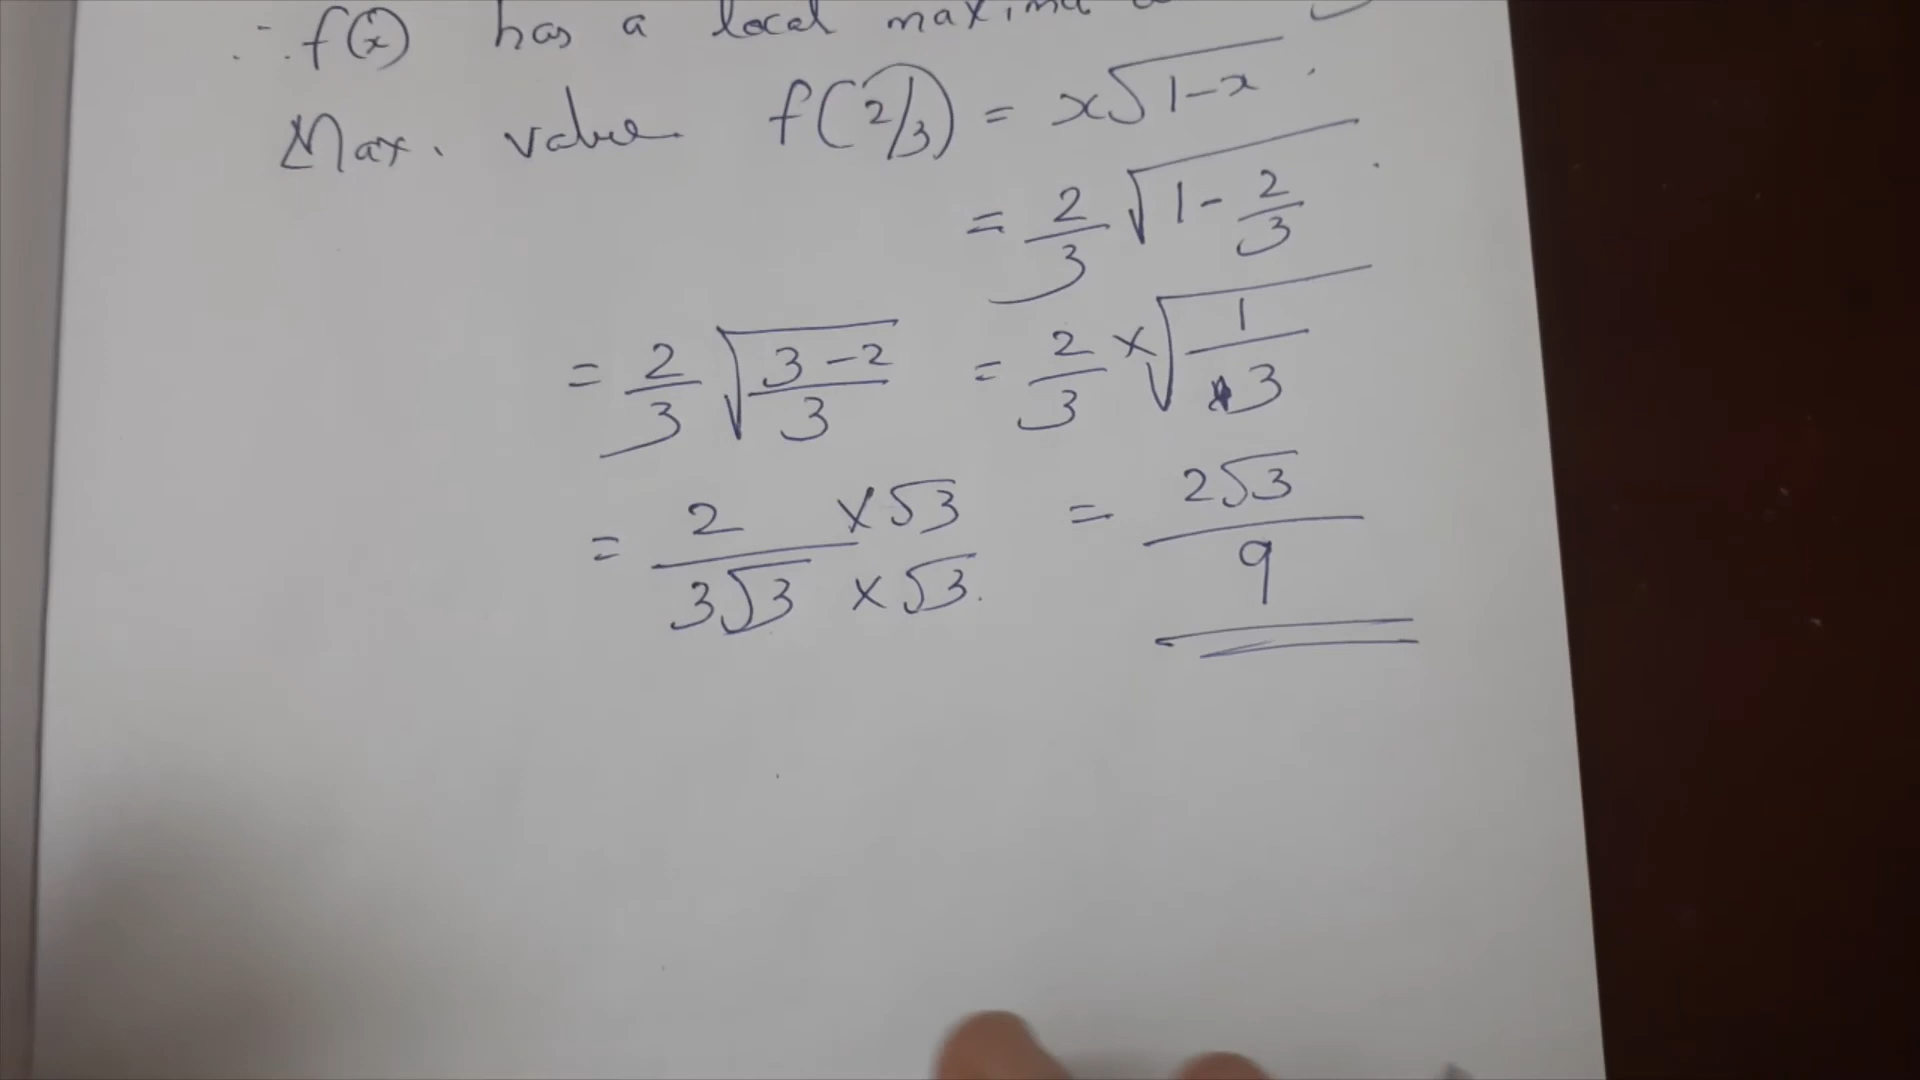 ∴ f(x) has a local maxima
Max. value f(2/3) = x√(1-x).
= 2/3 √(1 - 2/3).
= 2/3 √((3-2)/3) = 2/3 × √(1/3)
= (2 × √3)/(3√3 × √3). = 2√3/9